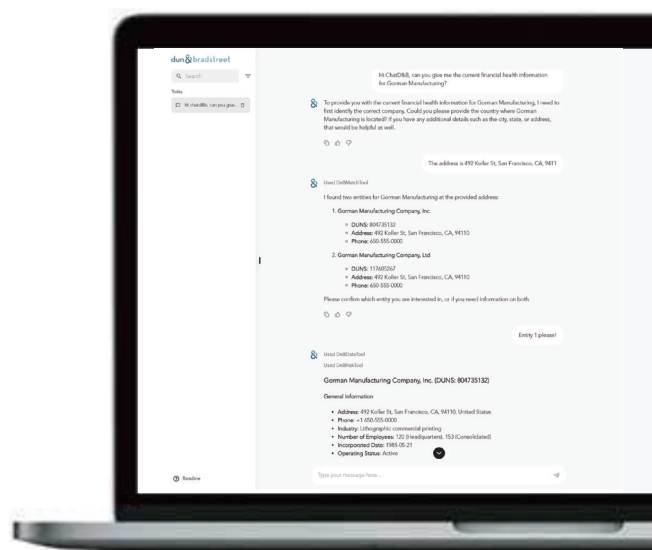 dun&bradstreet
Search
Today
Hi chatD&B, can you give...
Readme
Hi ChatD&B, can you give me the current financial health information
for Gorman Manufacturing?
To provide you with the current financial health information for Gorman Manufacturing, I need to
first identify the correct company. Could you please provide the country where Gorman
Manufacturing is located? If you have any additional details such as the city, state, or address,
that would be helpful as well.
The address is 492 Koller St, San Francisco, CA, 9411
Used DnBMatchTool
I found two entities for Gorman Manufacturing at the provided address:
1. Gorman Manufacturing Company, Inc.
DUNS: 804735132
Address: 492 Koller St, San Francisco, CA, 94110
Phone: 650-555-0000
2. Gorman Manufacturing Company, Ltd
DUNS: 117605267
Address: 492 Koller St, San Francisco, CA, 94110
Phone: 650-555-0000
Please confirm which entity you are interested in, or if you need information on both
Entity 1 please!
Used DnBDataTool
Used DnBRiskTool
Gorman Manufacturing Company, Inc. (DUNS: 804735132)
General Information
• Address: 492 Koller St, San Francisco, CA, 94110, United States
• Phone: +1 650-555-0000
• Industry: Lithographic commercial printing
• Number of Employees: 120 (Headquarters), 153 (Consolidated)
• Incorporated Date: 1985-05-21
• Operating Status: Active
Type your message here...